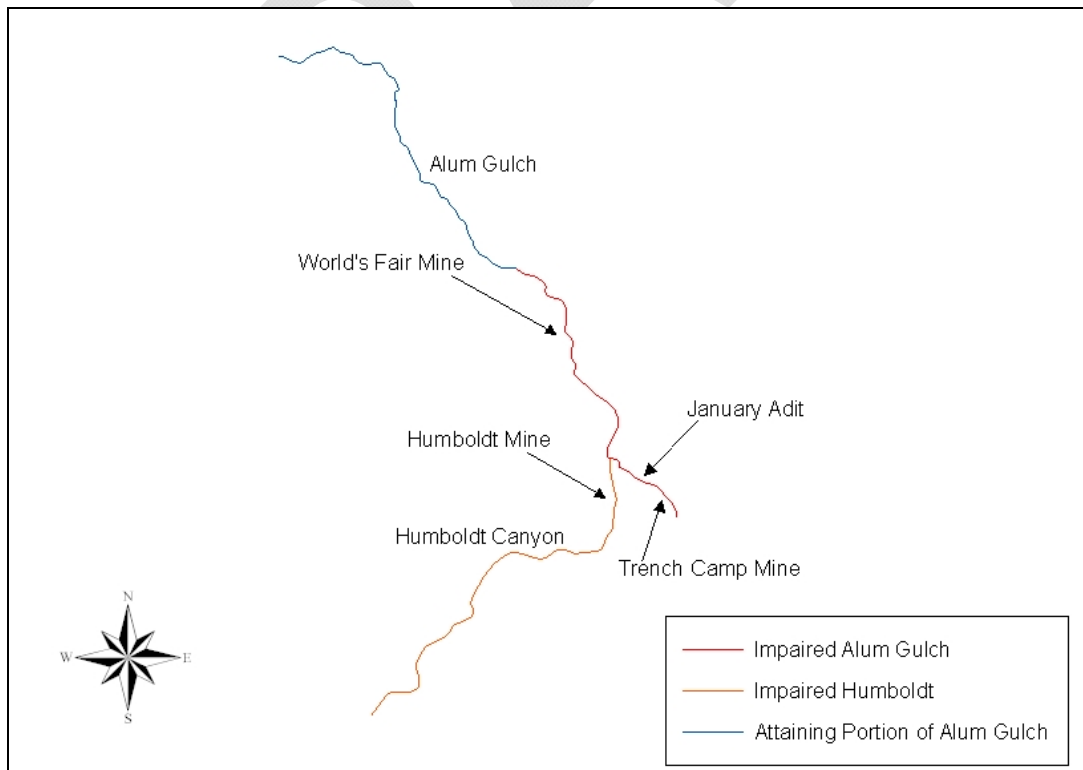 Alum Gulch
World's Fair Mine
January Adit
Humboldt Mine
Humboldt Canyon
Trench Camp Mine
N
W E
S
Impaired Alum Gulch
Impaired Humboldt
Attaining Portion of Alum Gulch